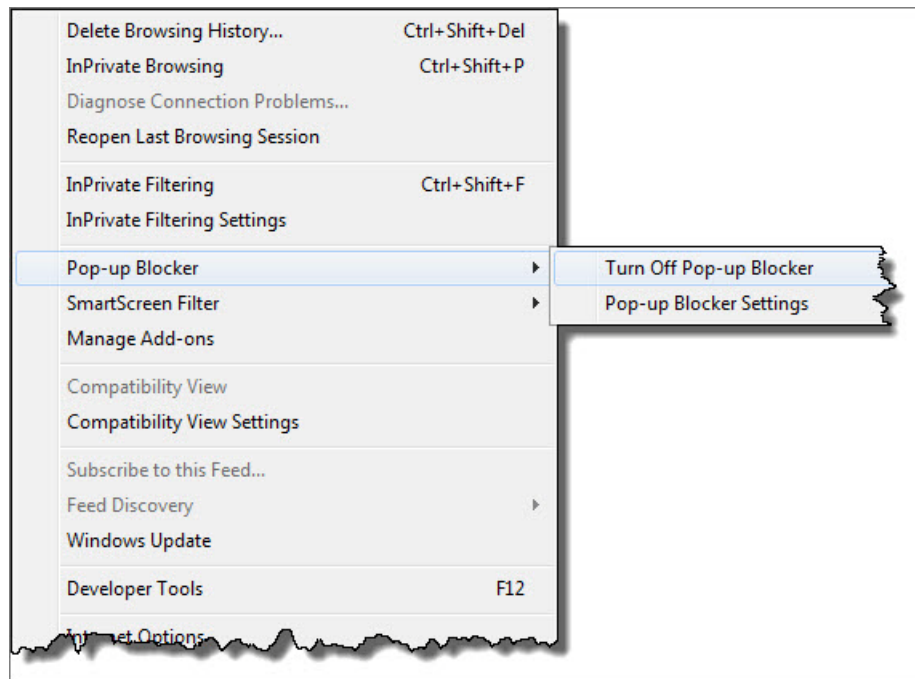 Delete Browsing History... Ctrl+Shift+Del
InPrivate Browsing Ctrl+Shift+P
Diagnose Connection Problems...
Reopen Last Browsing Session
InPrivate Filtering Ctrl+Shift+F
InPrivate Filtering Settings
Pop-up Blocker
Turn Off Pop-up Blocker
SmartScreen Filter
Pop-up Blocker Settings
Manage Add-ons
Compatibility View
Compatibility View Settings
Subscribe to this Feed...
Feed Discovery
Windows Update
Developer Tools F12
Internet Options